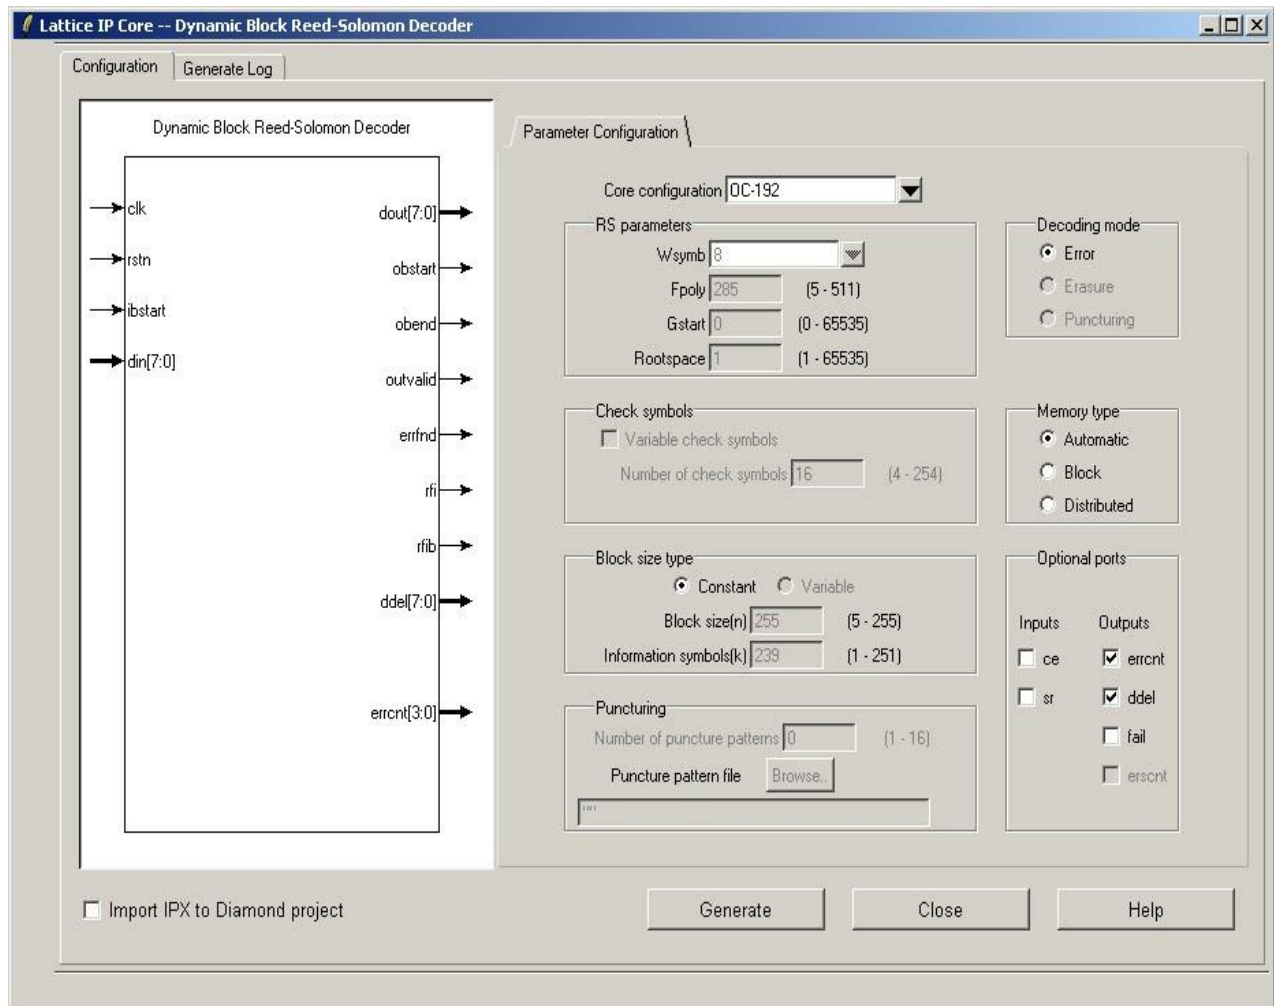 Lattice IP Core -- Dynamic Block Reed-Solomon Decoder
Configuration
Generate Log
Dynamic Block Reed-Solomon Decoder
clk
rstn
ibstart
din[7:0]
dout[7:0]
obstart
obend
outvalid
errfnd
rfi
rfib
ddel[7:0]
errcnt[3:0]
Parameter Configuration
Core configuration OC-192
RS parameters
Wsymb 8
Fpoly 285 (5 - 511)
Gstart 0 (0 - 65535)
Rootspace 1 (1 - 65535)
Decoding mode
Error
Erasure
Puncturing
Check symbols
Variable check symbols
Number of check symbols 16 (4 - 254)
Memory type
Automatic
Block
Distributed
Block size type
Constant Variable
Block size(n) 255 (5 - 255)
Information symbols(k) 239 (1 - 251)
Optional ports
Inputs Outputs
ce errcnt
sr ddel
fail
erscnt
Puncturing
Number of puncture patterns 0 (1 - 16)
Puncture pattern file Browse..
""
Import IPX to Diamond project
Generate
Close
Help